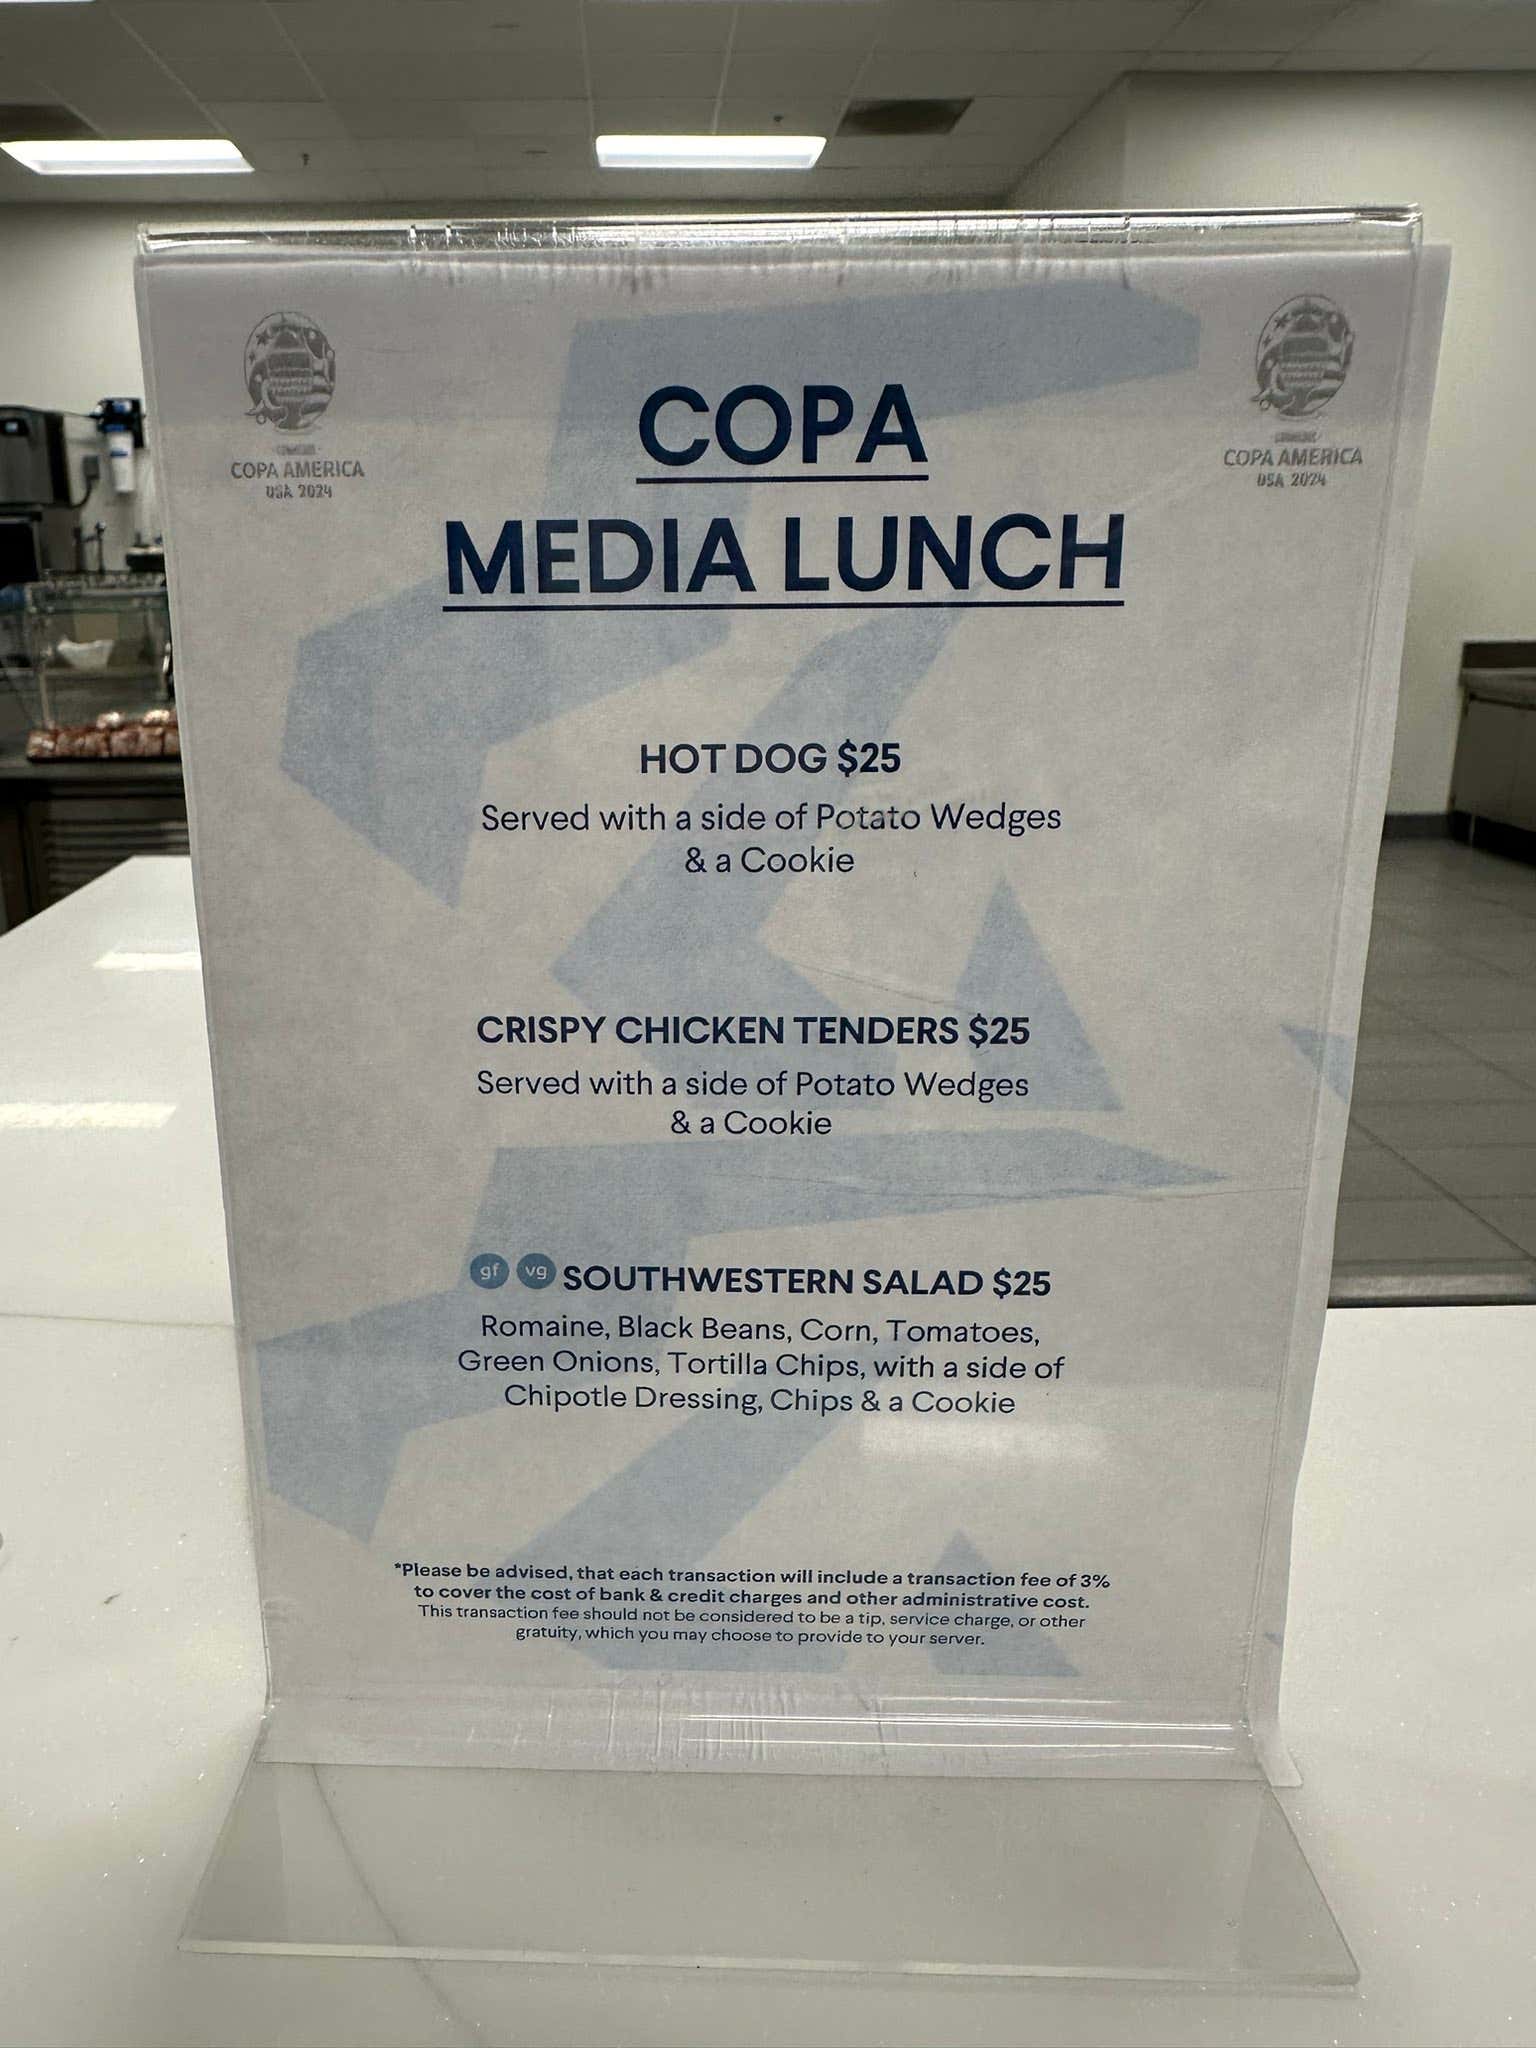 COPA AMERICA
USA 2024
COPA AMERICA
USA 2024
COPA
MEDIA LUNCH
HOT DOG $25
Served with a side of Potato Wedges
& a Cookie
CRISPY CHICKEN TENDERS $25
Served with a side of Potato Wedges
& a Cookie
gf vg SOUTHWESTERN SALAD $25
Romaine, Black Beans, Corn, Tomatoes,
Green Onions, Tortilla Chips, with a side of
Chipotle Dressing, Chips & a Cookie
*Please be advised, that each transaction will include a transaction fee of 3%
to cover the cost of bank & credit charges and other administrative cost.
This transaction fee should not be considered to be a tip, service charge, or other
gratuity, which you may choose to provide to your server.